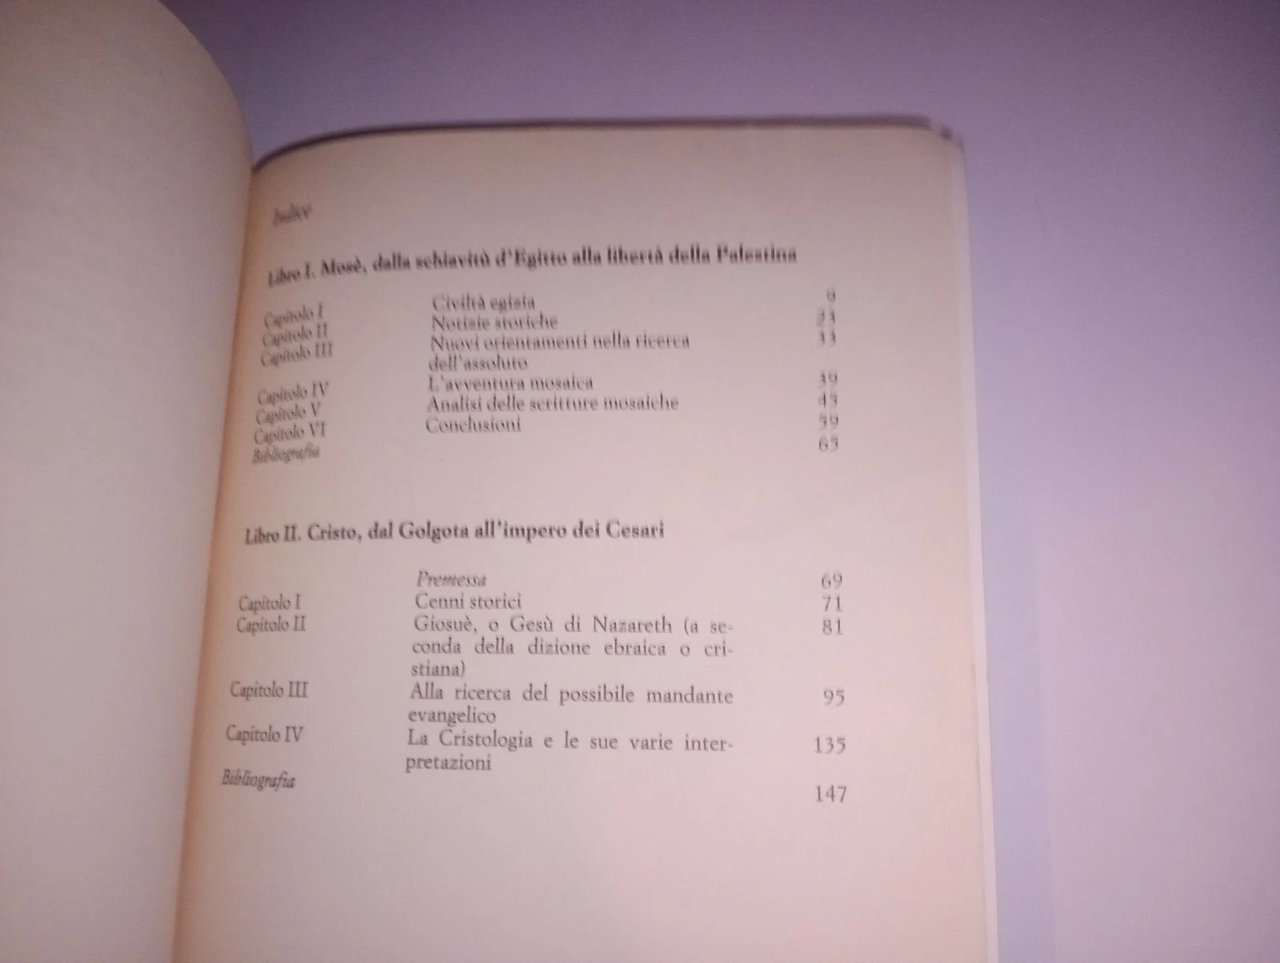 Indice
Libro I. Mosè, dalla schiavitù d'Egitto alla libertà della Palestina
Capitolo I Civiltà egizia 9
Capitolo II Notizie storiche
Capitolo III Nuovi orientamenti nella ricerca 33
dell'assoluto
Capitolo IV L'avventura mosaica 39
Capitolo V Analisi delle scritture mosaiche
Capitolo VI Conclusioni 59
Bibliografia 65
Libro II. Cristo, dal Golgota all'impero dei Cesari
Premessa 69
Capitolo I Cenni storici 71
Capitolo II Giosuè, o Gesù di Nazareth (a se- 81
conda della dizione ebraica o cri-
stiana)
Capitolo III Alla ricerca del possibile mandante 95
evangelico
Capitolo IV La Cristologia e le sue varie inter- 135
pretazioni
Bibliografia 147